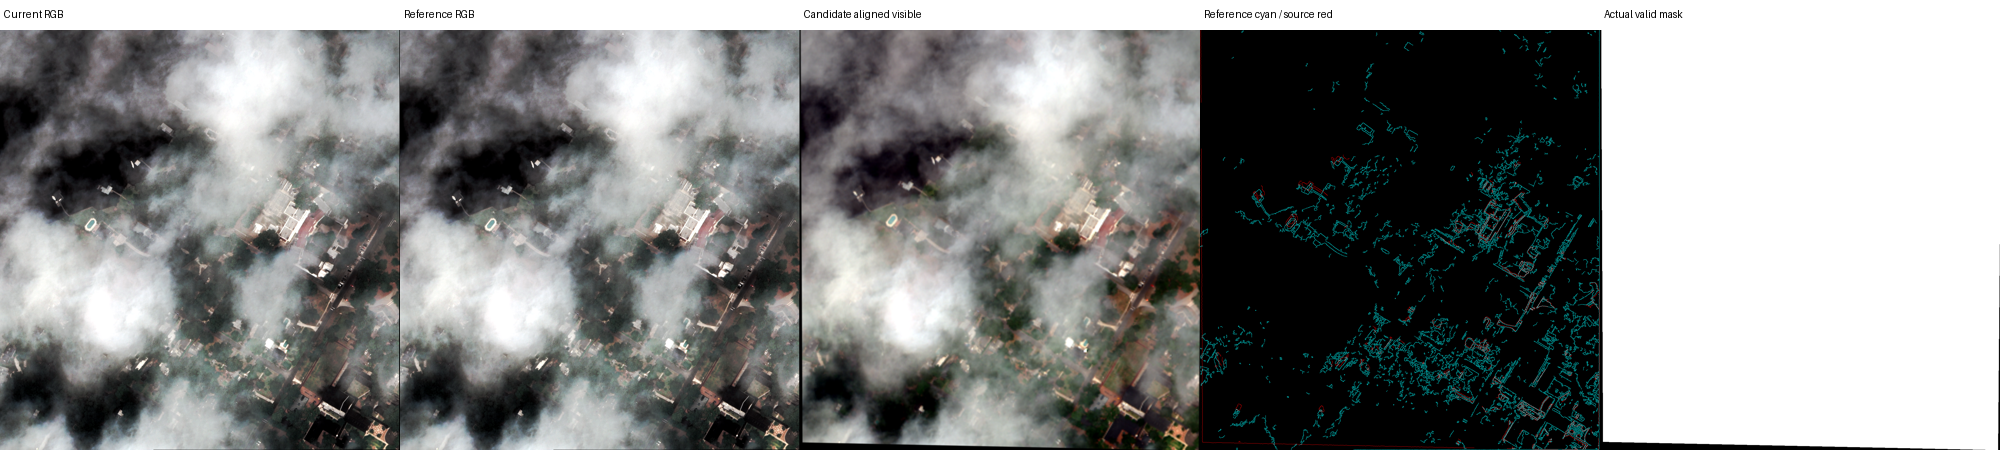 Current RGB
Reference RGB
Candidate aligned visible
Reference cyan / source red
Actual valid mask